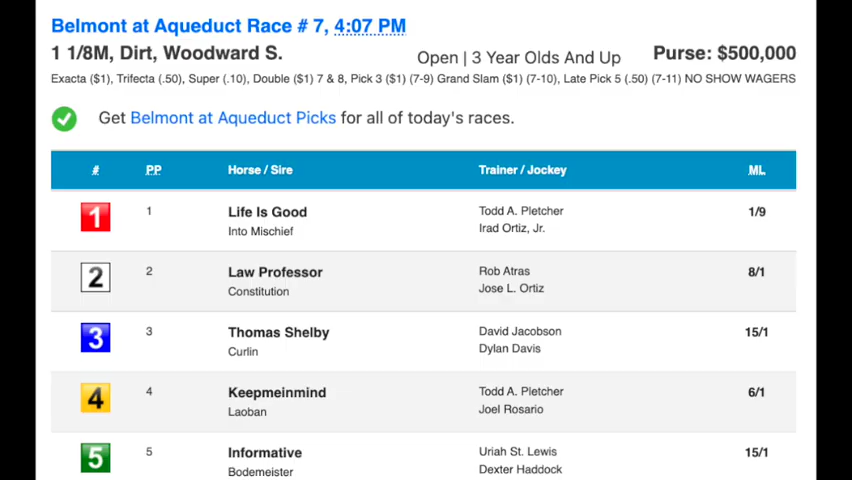 Belmont at Aqueduct Race # 7, 4:07 PM
1 1/8M, Dirt, Woodward S. Open | 3 Year Olds And Up Purse: $500,000
Exacta ($1), Trifecta (.50), Super (.10), Double ($1) 7 & 8, Pick 3 ($1) (7-9) Grand Slam ($1) (7-10), Late Pick 5 (.50) (7-11) NO SHOW WAGERS
Get Belmont at Aqueduct Picks for all of today's races.
# PP Horse / Sire Trainer / Jockey ML
1 1 Life Is Good Todd A. Pletcher 1/9
Into Mischief Irad Ortiz, Jr.
2 2 Law Professor Rob Atras 8/1
Constitution Jose L. Ortiz
3 3 Thomas Shelby David Jacobson 15/1
Curlin Dylan Davis
4 4 Keepmeinmind Todd A. Pletcher 6/1
Laoban Joel Rosario
5 5 Informative Uriah St. Lewis 15/1
Bodemeister Dexter Haddock